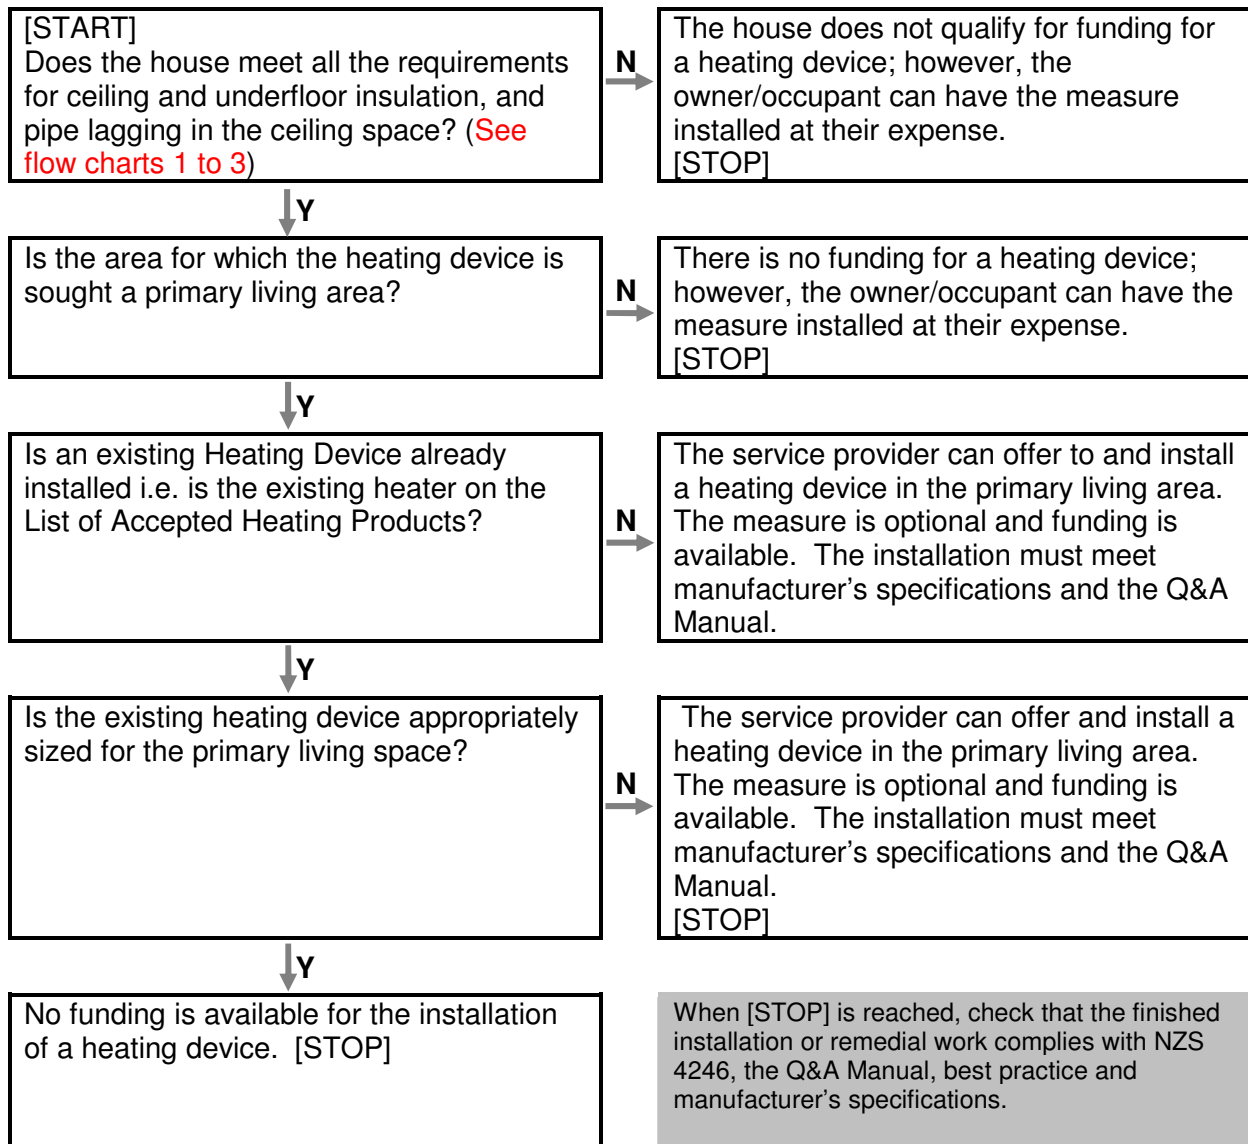 [START]
Does the house meet all the requirements
for ceiling and underfloor insulation, and
pipe lagging in the ceiling space? (See
flow charts 1 to 3)
N
The house does not qualify for funding for
a heating device; however, the
owner/occupant can have the measure
installed at their expense.
[STOP]
Y
Is the area for which the heating device is
sought a primary living area?
N
There is no funding for a heating device;
however, the owner/occupant can have the
measure installed at their expense.
[STOP]
Y
Is an existing Heating Device already
installed i.e. is the existing heater on the
List of Accepted Heating Products?
N
The service provider can offer to and install
a heating device in the primary living area.
The measure is optional and funding is
available.  The installation must meet
manufacturer's specifications and the Q&A
Manual.
Y
Is the existing heating device appropriately
sized for the primary living space?
N
The service provider can offer and install a
heating device in the primary living area.
The measure is optional and funding is
available.  The installation must meet
manufacturer's specifications and the Q&A
Manual.
[STOP]
Y
No funding is available for the installation
of a heating device.  [STOP]
When [STOP] is reached, check that the finished
installation or remedial work complies with NZS
4246, the Q&A Manual, best practice and
manufacturer's specifications.